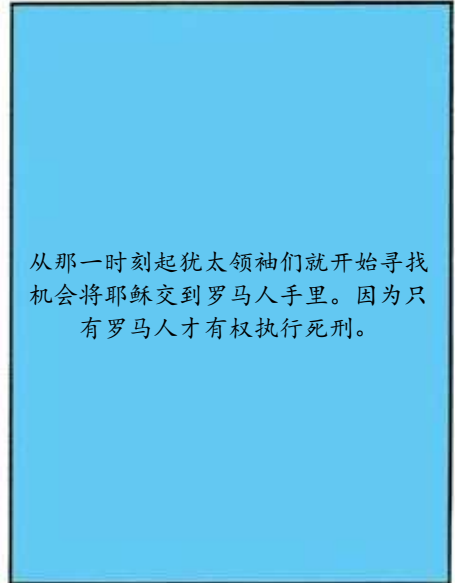 从那一时刻起犹太领袖们就开始寻找
机会将耶稣交到罗马人手里。因为只
有罗马人才有权执行死刑。